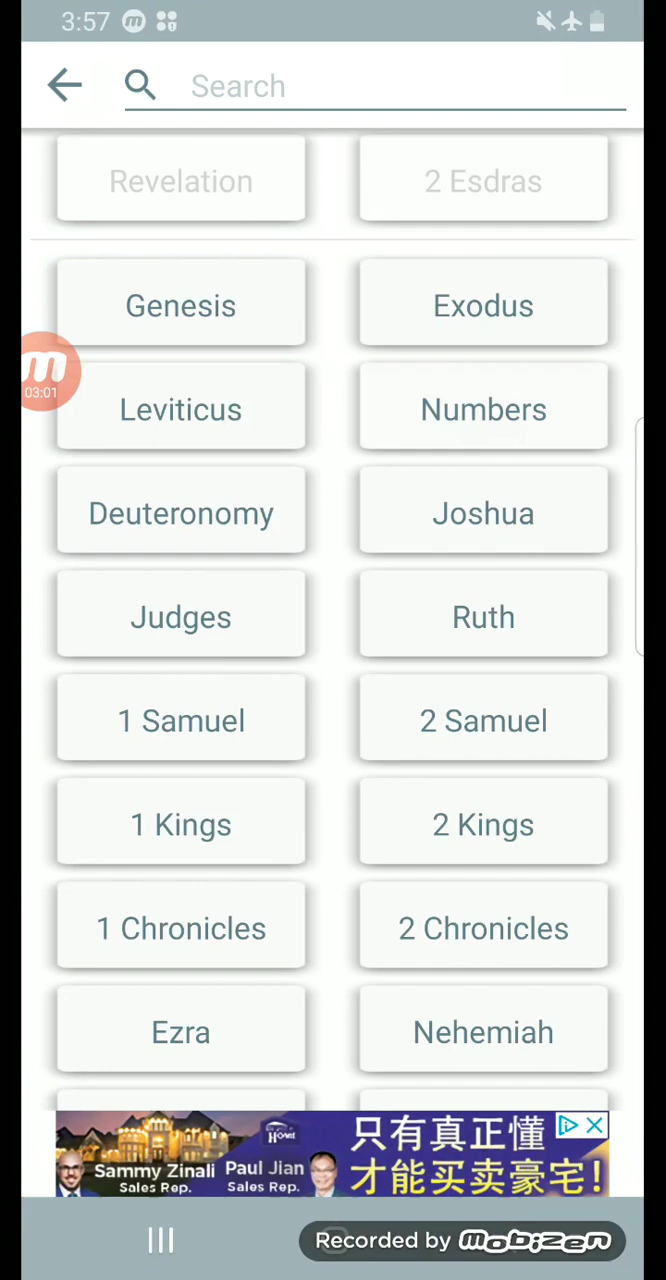 3:57
Search
Revelation
2 Esdras
Genesis
Exodus
m
03:01
Leviticus
Numbers
Deuteronomy
Joshua
Judges
Ruth
1 Samuel
2 Samuel
1 Kings
2 Kings
1 Chronicles
2 Chronicles
Ezra
Nehemiah
Sammy Zinali
Sales Rep.
Paul Jian
Sales Rep.
只有真正懂
才能买卖豪宅!
Recorded by mobizen